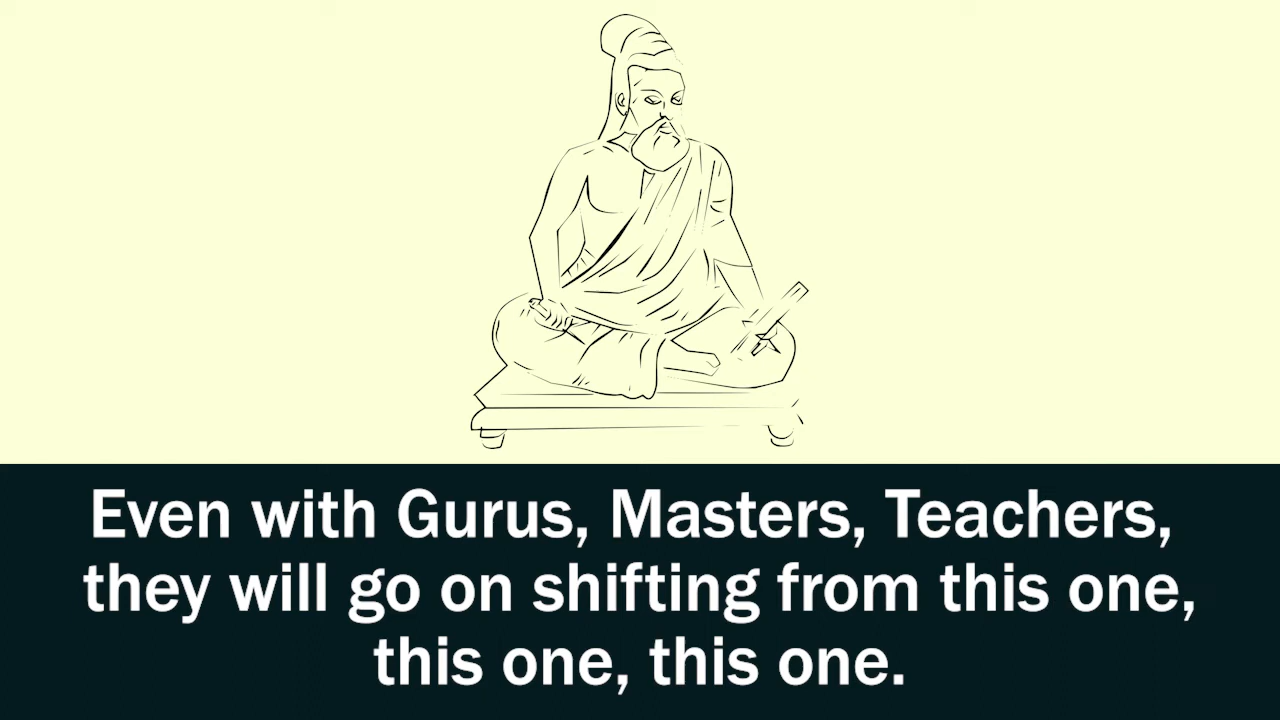 Even with Gurus, Masters, Teachers,
they will go on shifting from this one,
this one, this one.